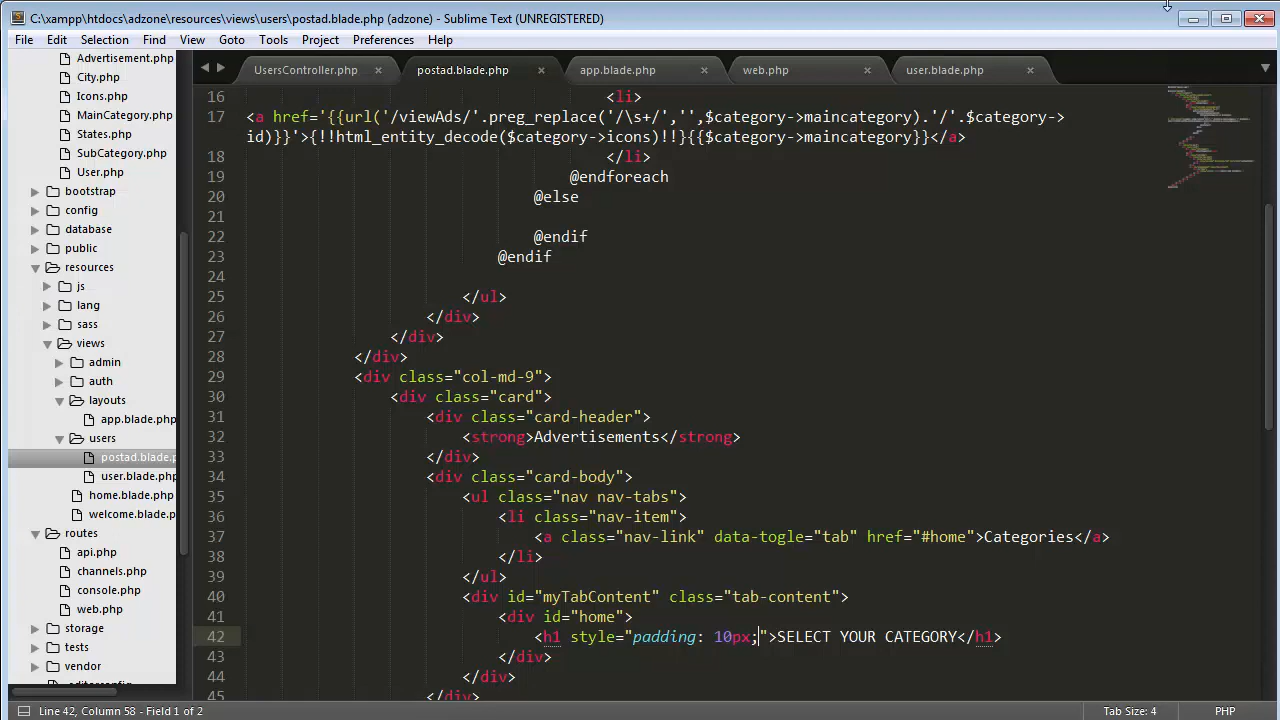 C:\xampp\htdocs\adzone\resources\views\users\postad.blade.php (adzone) - Sublime Text (UNREGISTERED)
File Edit Selection Find View Goto Tools Project Preferences Help
Advertisement.php
City.php
Icons.php
MainCategory.php
States.php
SubCategory.php
User.php
bootstrap
config
database
public
resources
js
lang
sass
views
admin
auth
layouts
app.blade.php
users
postad.blade.p
user.blade.php
home.blade.php
welcome.blade.p
routes
api.php
channels.php
console.php
web.php
storage
tests
vendor
UsersController.php postad.blade.php app.blade.php web.php user.blade.php
16 <li>
17 <a href='{{url('/viewAds/'.preg_replace('/\s+/','',$category->maincategory).'/'.$category->
id)}}'>{!!html_entity_decode($category->icons)!!}{{$category->maincategory}}</a>
18 </li>
19 @endforeach
20 @else
21
22 @endif
23 @endif
24
25 </ul>
26 </div>
27 </div>
28 </div>
29 <div class="col-md-9">
30 <div class="card">
31 <div class="card-header">
32 <strong>Advertisements</strong>
33 </div>
34 <div class="card-body">
35 <ul class="nav nav-tabs">
36 <li class="nav-item">
37 <a class="nav-link" data-togle="tab" href="#home">Categories</a>
38 </li>
39 </ul>
40 <div id="myTabContent" class="tab-content">
41 <div id="home">
42 <h1 style="padding: 10px;">SELECT YOUR CATEGORY</h1>
43 </div>
44 </div>
45 </div>
Line 42, Column 58 - Field 1 of 2 Tab Size: 4 PHP